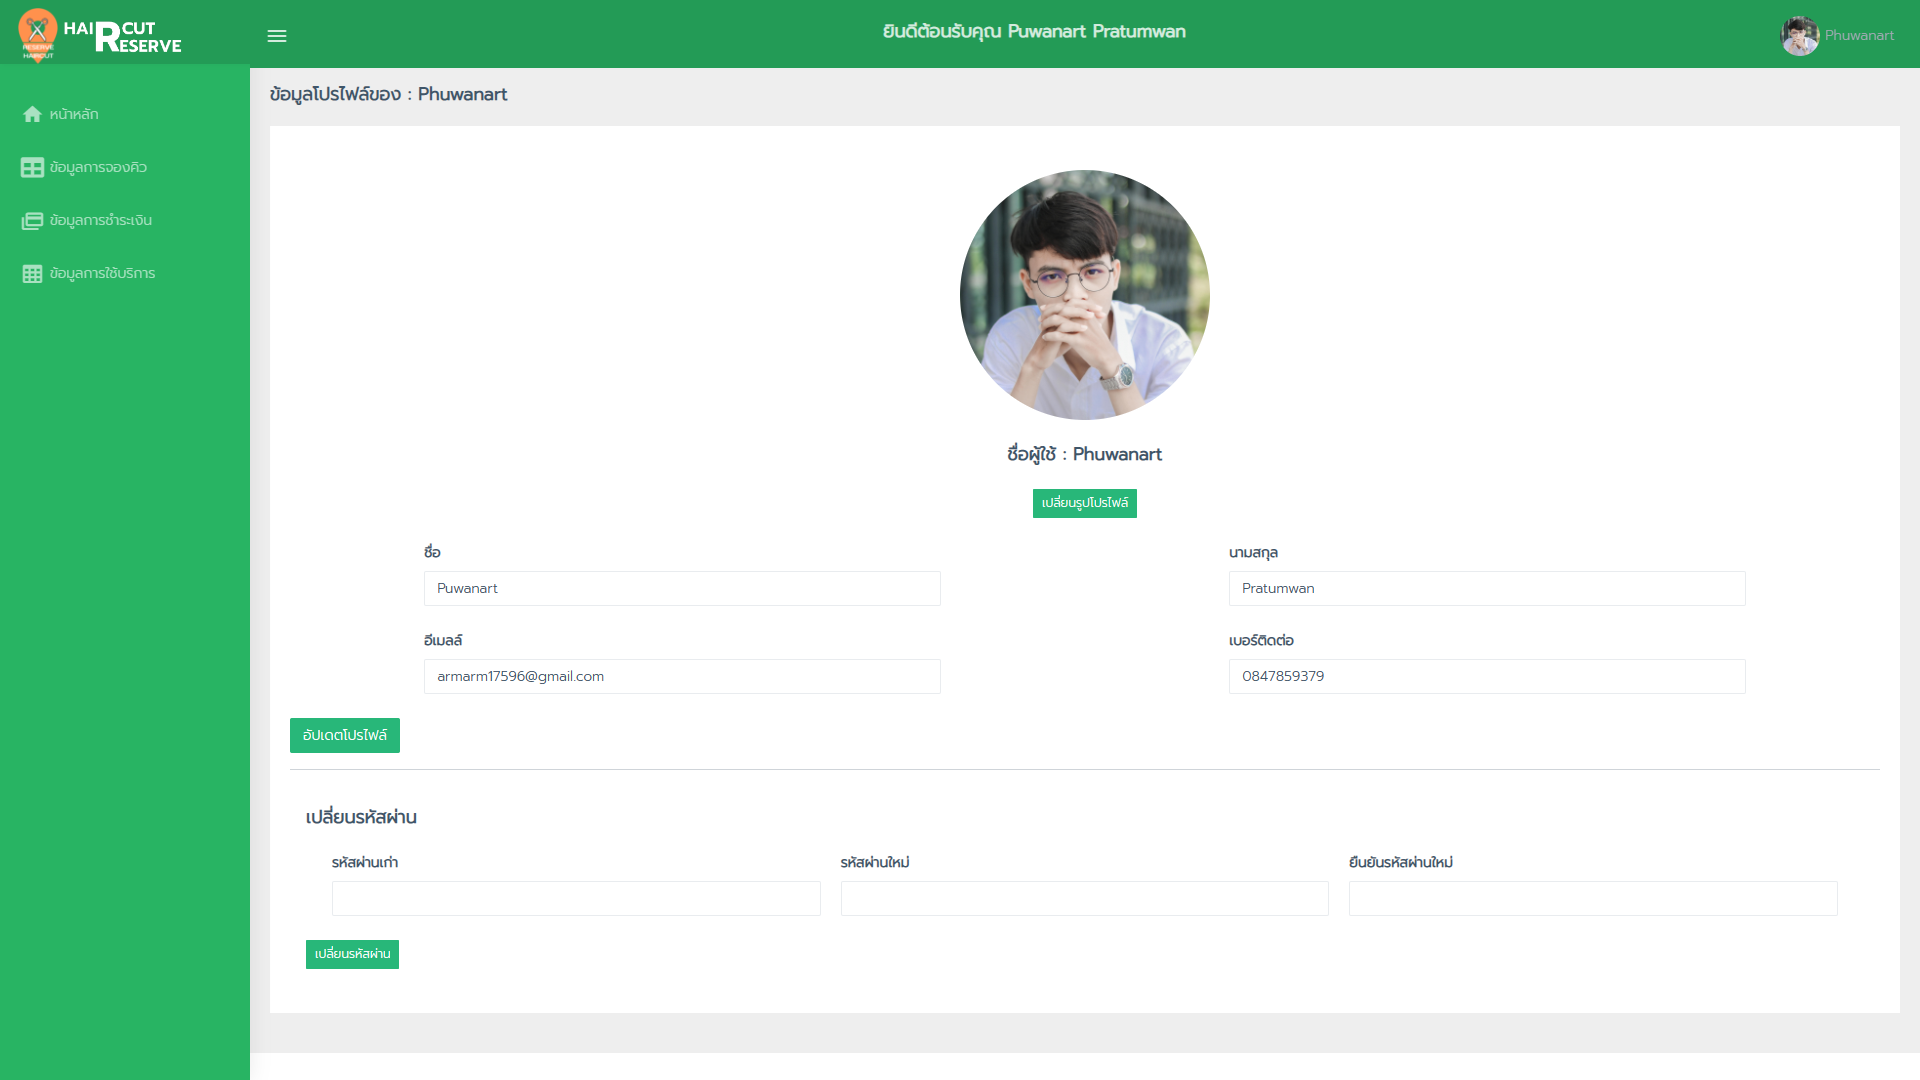 HAIRCUT
RESERVE
RESERVE
HAIRCUT
ยินดีต้อนรับคุณ Puwanart Pratumwan
Phuwanart
หน้าหลัก
ข้อมูลการจองคิว
ข้อมูลการชำระเงิน
ข้อมูลการใช้บริการ
ข้อมูลโปรไฟล์ของ : Phuwanart
ชื่อผู้ใช้ : Phuwanart
เปลี่ยนรูปโปรไฟล์
ชื่อ
นามสกุล
Puwanart
Pratumwan
อีเมลล์
เบอร์ติดต่อ
armarm17596@gmail.com
0847859379
อัปเดตโปรไฟล์
เปลี่ยนรหัสผ่าน
รหัสผ่านเก่า
รหัสผ่านใหม่
ยืนยันรหัสผ่านใหม่
เปลี่ยนรหัสผ่าน